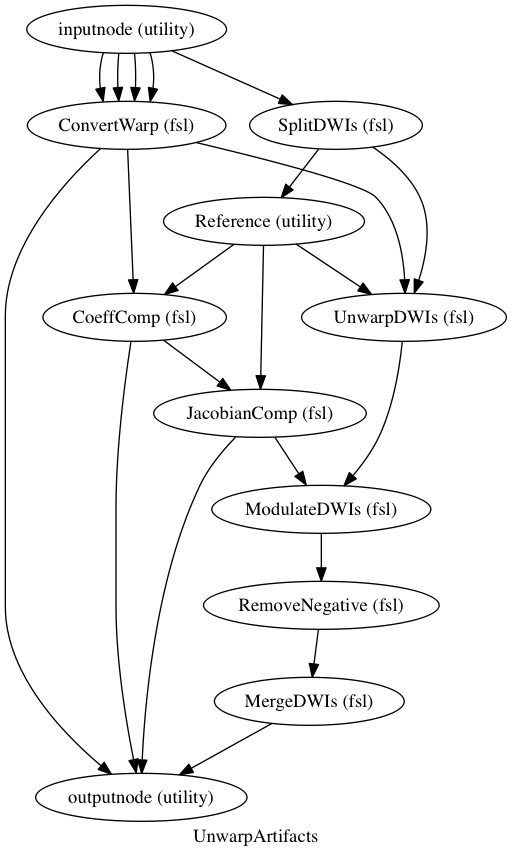 inputnode (utility)
ConvertWarp (fsl)
SplitDWIs (fsl)
Reference (utility)
CoeffComp (fsl)
UnwarpDWIs (fsl)
JacobianComp (fsl)
ModulateDWIs (fsl)
RemoveNegative (fsl)
MergeDWIs (fsl)
outputnode (utility)
UnwarpArtifacts